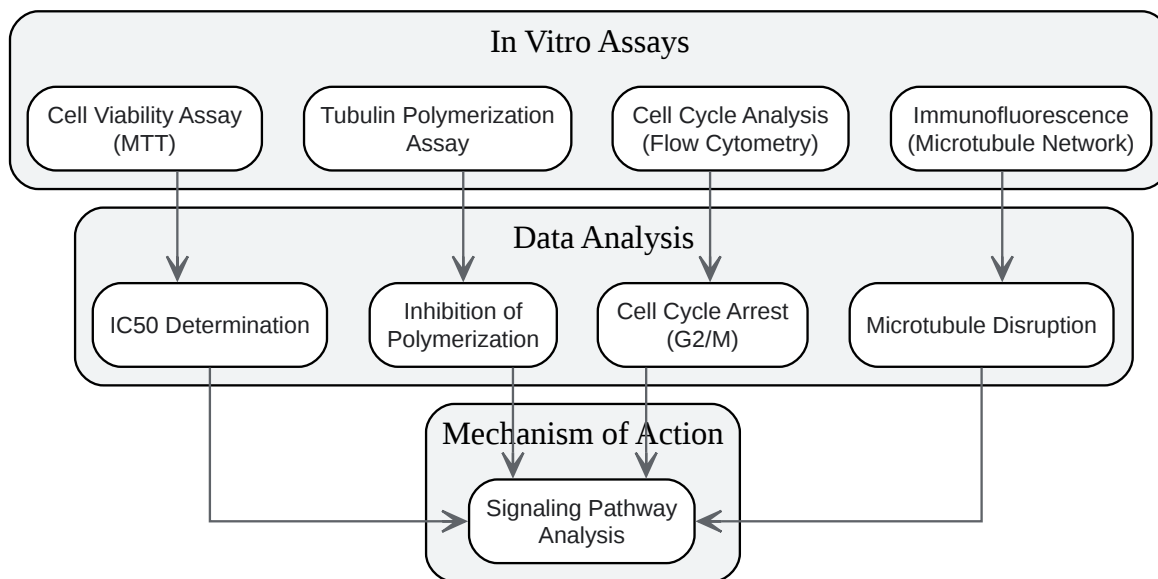 In Vitro Assays
Cell Viability Assay
(MTT)
Tubulin Polymerization
Assay
Cell Cycle Analysis
(Flow Cytometry)
Immunofluorescence
(Microtubule Network)
Data Analysis
IC50 Determination
Inhibition of
Polymerization
Cell Cycle Arrest
(G2/M)
Microtubule Disruption
Mechanism of Action
Signaling Pathway
Analysis